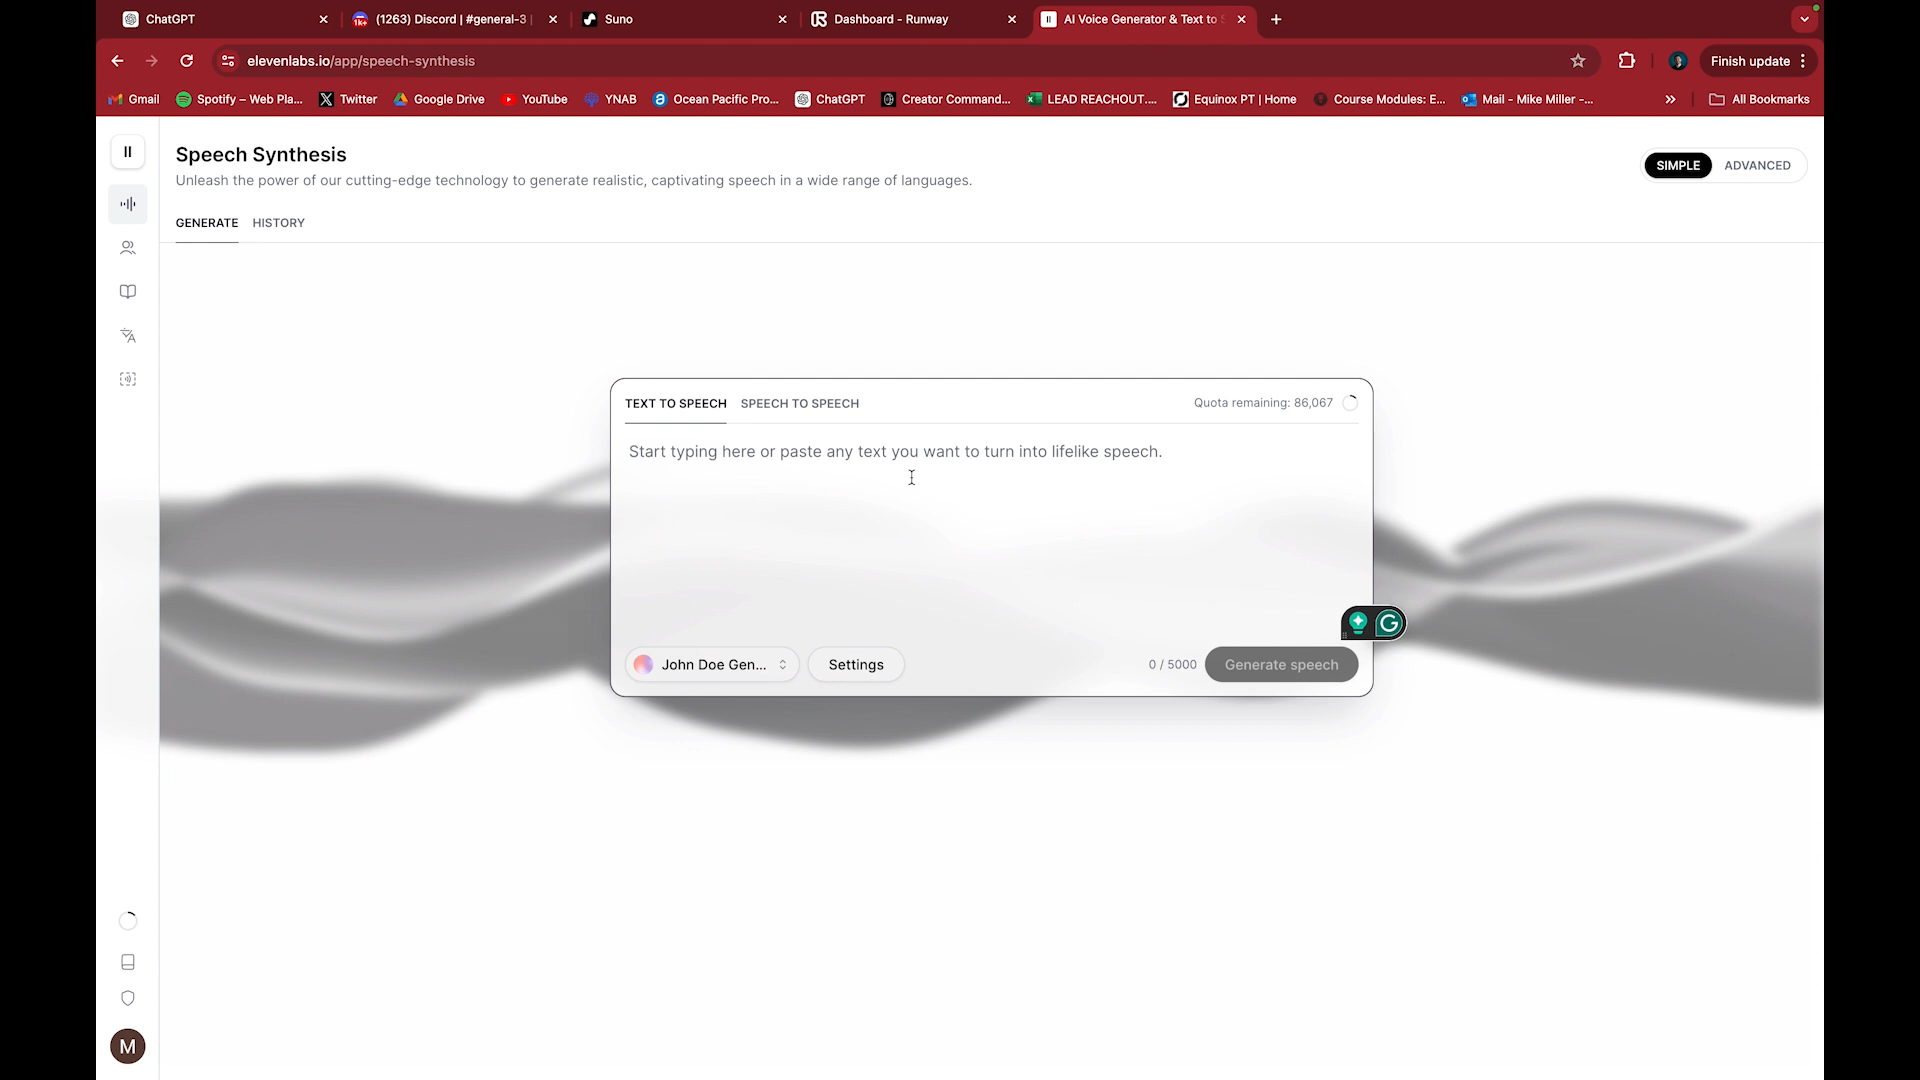 ChatGPT
(1263) Discord | #general-3
Suno
Dashboard - Runway
AI Voice Generator & Text to S
elevenlabs.io/app/speech-synthesis
Finish update
Gmail
Spotify – Web Pla...
Twitter
Google Drive
YouTube
YNAB
Ocean Pacific Pro...
ChatGPT
Creator Command...
LEAD REACHOUT....
Equinox PT | Home
Course Modules: E...
Mail - Mike Miller -...
All Bookmarks
Speech Synthesis
Unleash the power of our cutting-edge technology to generate realistic, captivating speech in a wide range of languages.
SIMPLE
ADVANCED
GENERATE
HISTORY
TEXT TO SPEECH
SPEECH TO SPEECH
Quota remaining: 86,067
Start typing here or paste any text you want to turn into lifelike speech.
John Doe Gen...
Settings
0 / 5000
Generate speech
M